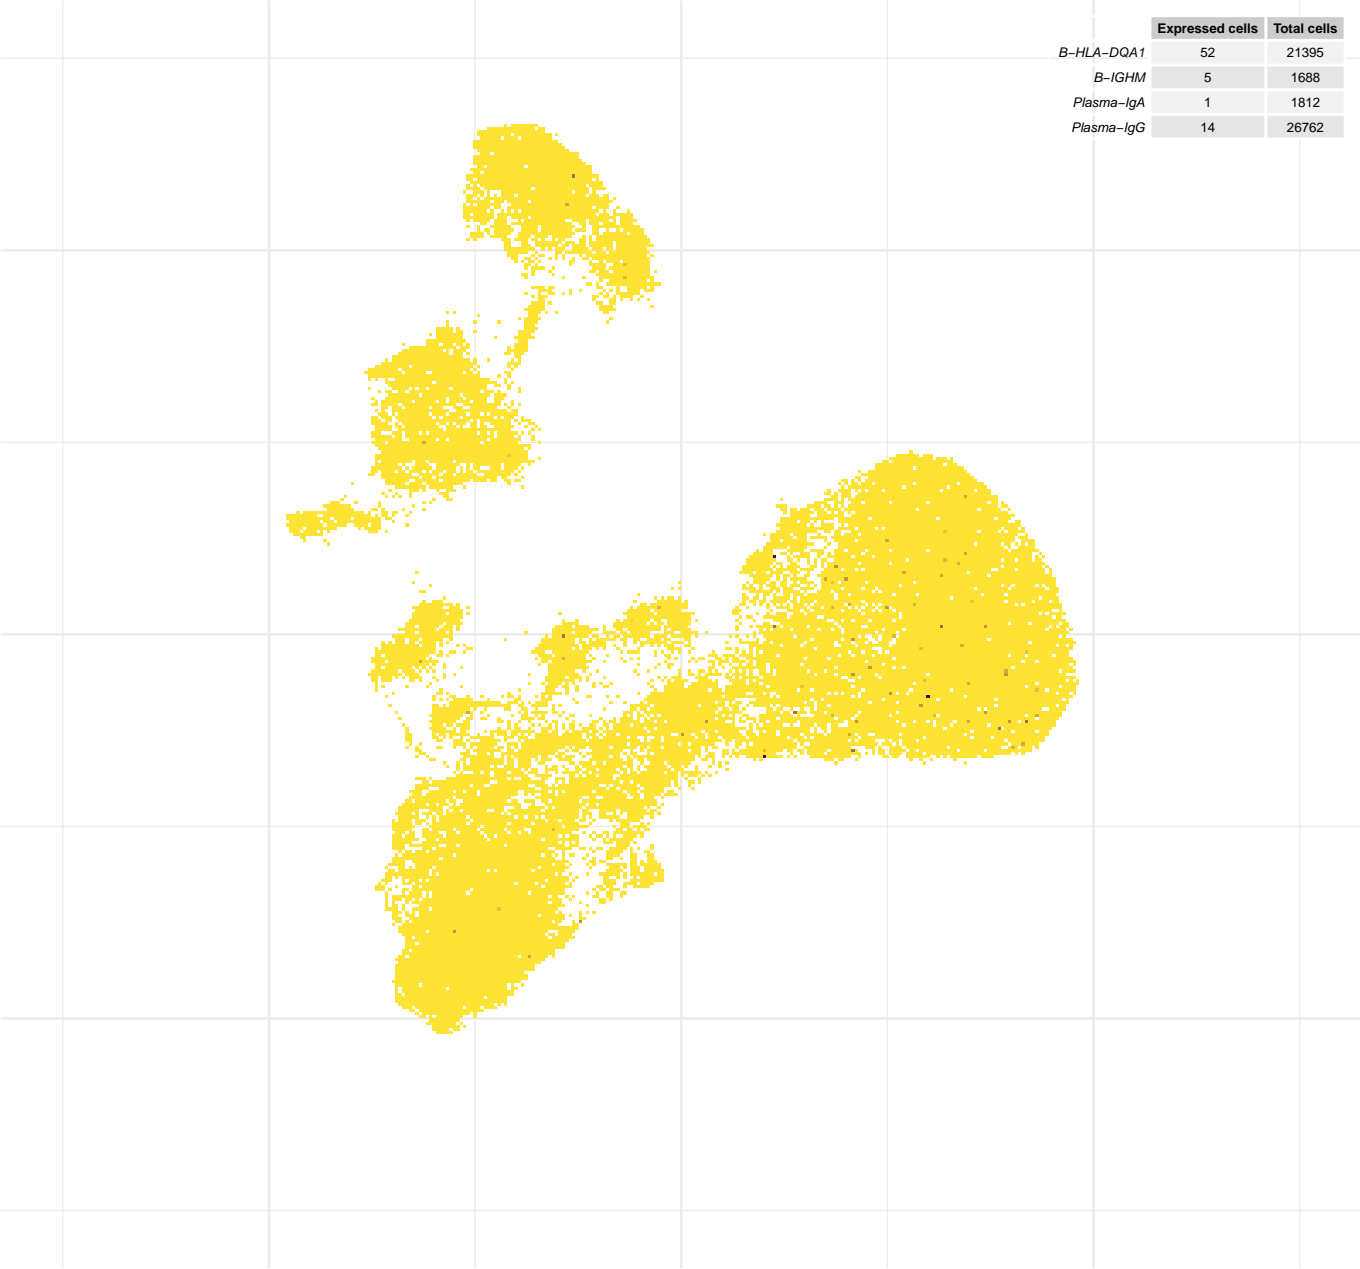 Expressed cells Total cells
B−HLA−DQA1 52 21395
B−IGHM 5 1688
Plasma−IgA 1 1812
Plasma−IgG 14 26762